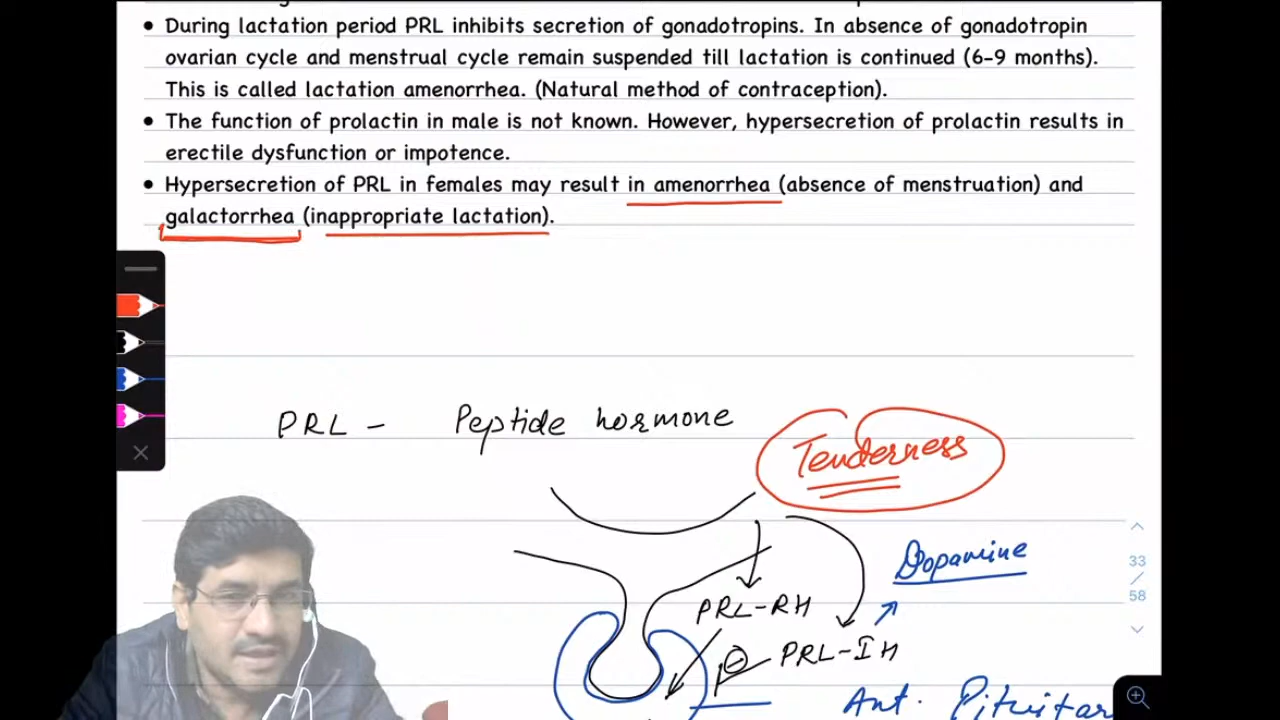 • During lactation period PRL inhibits secretion of gonadotropins. In absence of gonadotropin
ovarian cycle and menstrual cycle remain suspended till lactation is continued (6-9 months).
This is called lactation amenorrhea. (Natural method of contraception).
• The function of prolactin in male is not known. However, hypersecretion of prolactin results in
erectile dysfunction or impotence.
• Hypersecretion of PRL in females may result in amenorrhea (absence of menstruation) and
galactorrhea (inappropriate lactation).
PRL - Peptide hormone
Tenderness
Dopamine
33
/
58
PRL-RH
PRL-IH
Ant. Pituitar